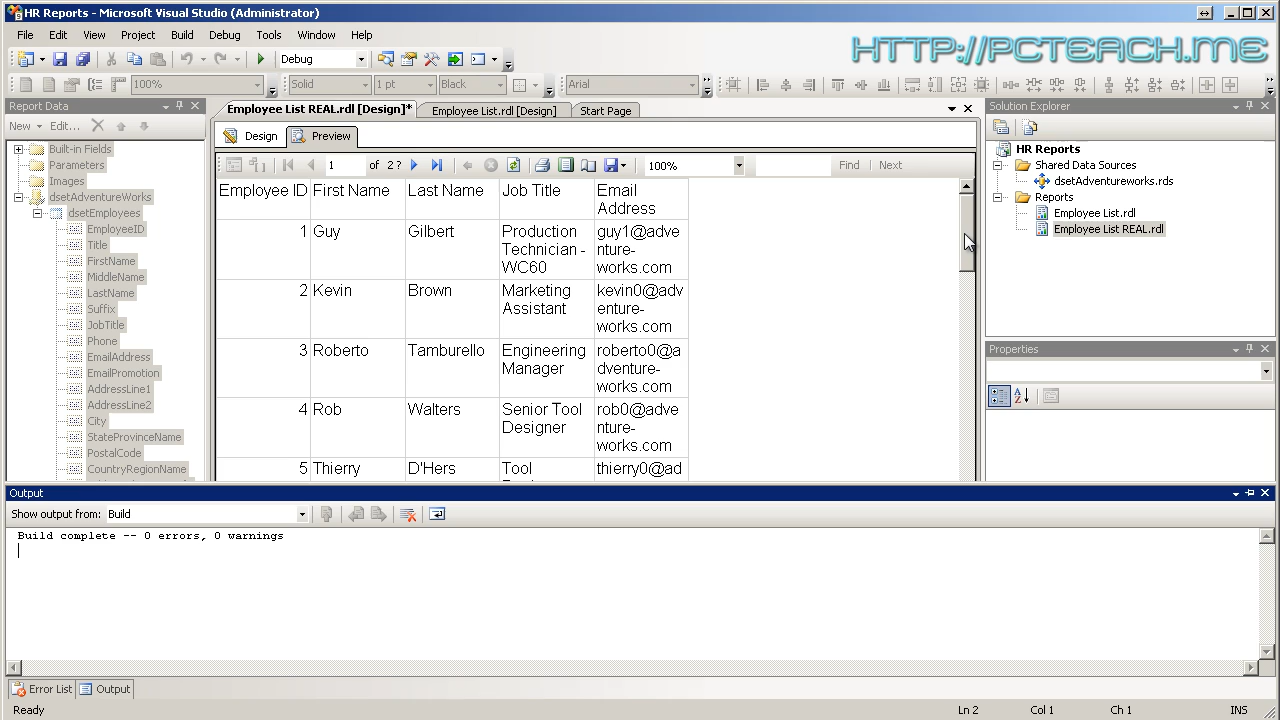 HR Reports - Microsoft Visual Studio (Administrator)
File Edit View Project Build Debug Tools Window Help
HTTP://PCTEACH.ME
Debug
100% Solid 1 pt Black Arial
Report Data
New Edit...
Built-in Fields
Parameters
Images
dsetAdventureWorks
dsetEmployees
EmployeeID
Title
FirstName
MiddleName
LastName
Suffix
JobTitle
Phone
EmailAddress
EmailPromotion
AddressLine1
AddressLine2
City
StateProvinceName
PostalCode
CountryRegionName
Employee List REAL.rdl [Design]* Employee List.rdl [Design] Start Page
Design Preview
1 of 2 ? 100% Find Next
Employee ID First Name Last Name Job Title Email
Address
1 Guy Gilbert Production guy1@adve
Technician - nture-
WC60 works.com
2 Kevin Brown Marketing kevin0@adv
Assistant enture-
works.com
3 Roberto Tamburello Engineering roberto0@a
Manager dventure-
works.com
4 Rob Walters Senior Tool rob0@adve
Designer nture-
works.com
5 Thierry D'Hers Tool thierry0@ad
Solution Explorer
HR Reports
Shared Data Sources
dsetAdventureworks.rds
Reports
Employee List.rdl
Employee List REAL.rdl
Properties
Output
Show output from: Build
Build complete -- 0 errors, 0 warnings
Error List Output
Ready Ln 2 Col 1 Ch 1 INS